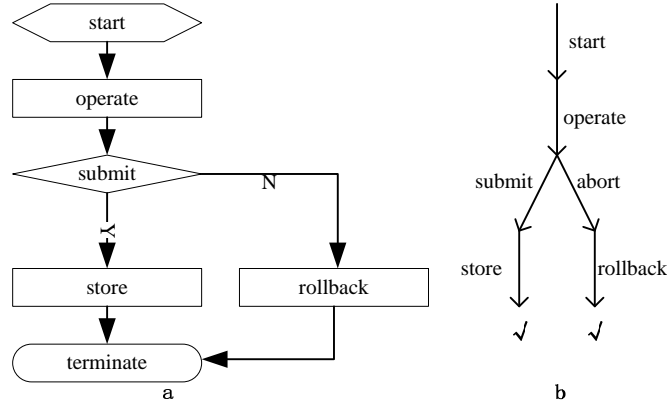 start
operate
submit
N
Y
store
rollback
terminate
a
start
operate
submit
abort
store
rollback
√
√
b